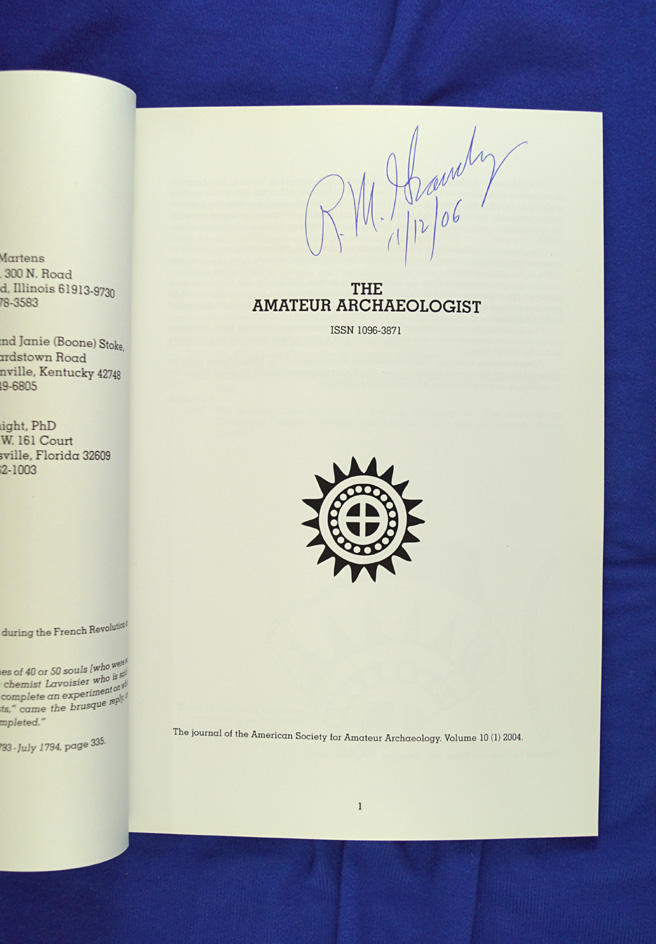 Martens
. 300 N. Road
d, Illinois 61913-9730
78-3583
nd Janie (Boone) Stoke,
ardstown Road
nville, Kentucky 42748
49-6805
ight, PhD
W. 161 Court
sville, Florida 32609
62-1003
during the French Revolution
es of 40 or 50 souls [who were
chemist Lavoisier who is
complete an experiment on
ts," came the brusque reply,
mpleted."
793 - July 1794, page 335.
R. M.
11/12/06
THE
AMATEUR ARCHAEOLOGIST
ISSN 1096-3871
The journal of the American Society for Amateur Archaeology. Volume 10 (1) 2004.
1